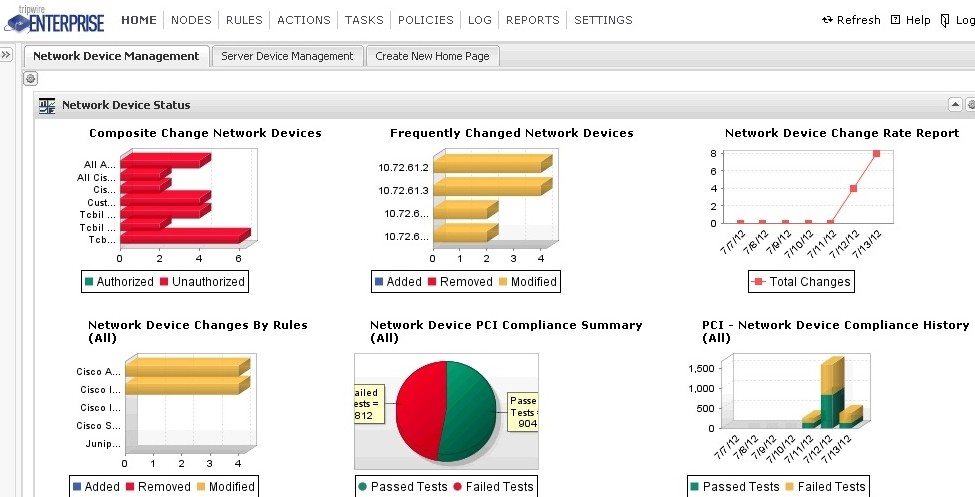 tripwire
ENTERPRISE
HOME NODES RULES ACTIONS TASKS POLICIES LOG REPORTS SETTINGS Refresh Help Log
Network Device Management Server Device Management Create New Home Page
Network Device Status
Composite Change Network Devices
All A...
All Cis...
Cis...
Cust...
Tcbil ...
Tcbil ...
Tcb...
0 2 4 6
Authorized Unauthorized
Frequently Changed Network Devices
10.72.61.2
10.72.61.3
10.72.6...
10.72.6...
0 1 2 3 4
Added Removed Modified
Network Device Change Rate Report
8
6
4
2
0
7/7/12 7/8/12 7/9/12 7/10/12 7/11/12 7/12/12 7/13/12
Total Changes
Network Device Changes By Rules
(All)
Cisco A...
Cisco I...
Cisco I...
Cisco S...
Junip...
0 1 2 3 4
Added Removed Modified
Network Device PCI Compliance Summary
(All)
ailed
ests =
812
Passe
Tests
904
Passed Tests Failed Tests
PCI - Network Device Compliance History
(All)
1,500
1,000
500
0
7/7/12 7/8/12 7/9/12 7/10/12 7/11/12 7/12/12 7/13/12
Passed Tests Failed Tests